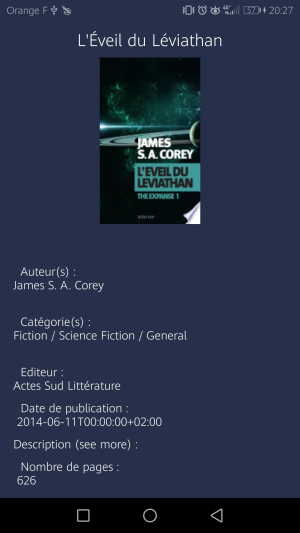 Orange F 57 20:27
L'Éveil du Léviathan
JAMES
S. A. COREY
L'ÉVEIL DU
LÉVIATHAN
THE EXPANSE 1
Auteur(s) :
James S. A. Corey
Catégorie(s) :
Fiction / Science Fiction / General
Editeur :
Actes Sud Littérature
Date de publication :
2014-06-11T00:00:00+02:00
Description (see more) :
Nombre de pages :
626